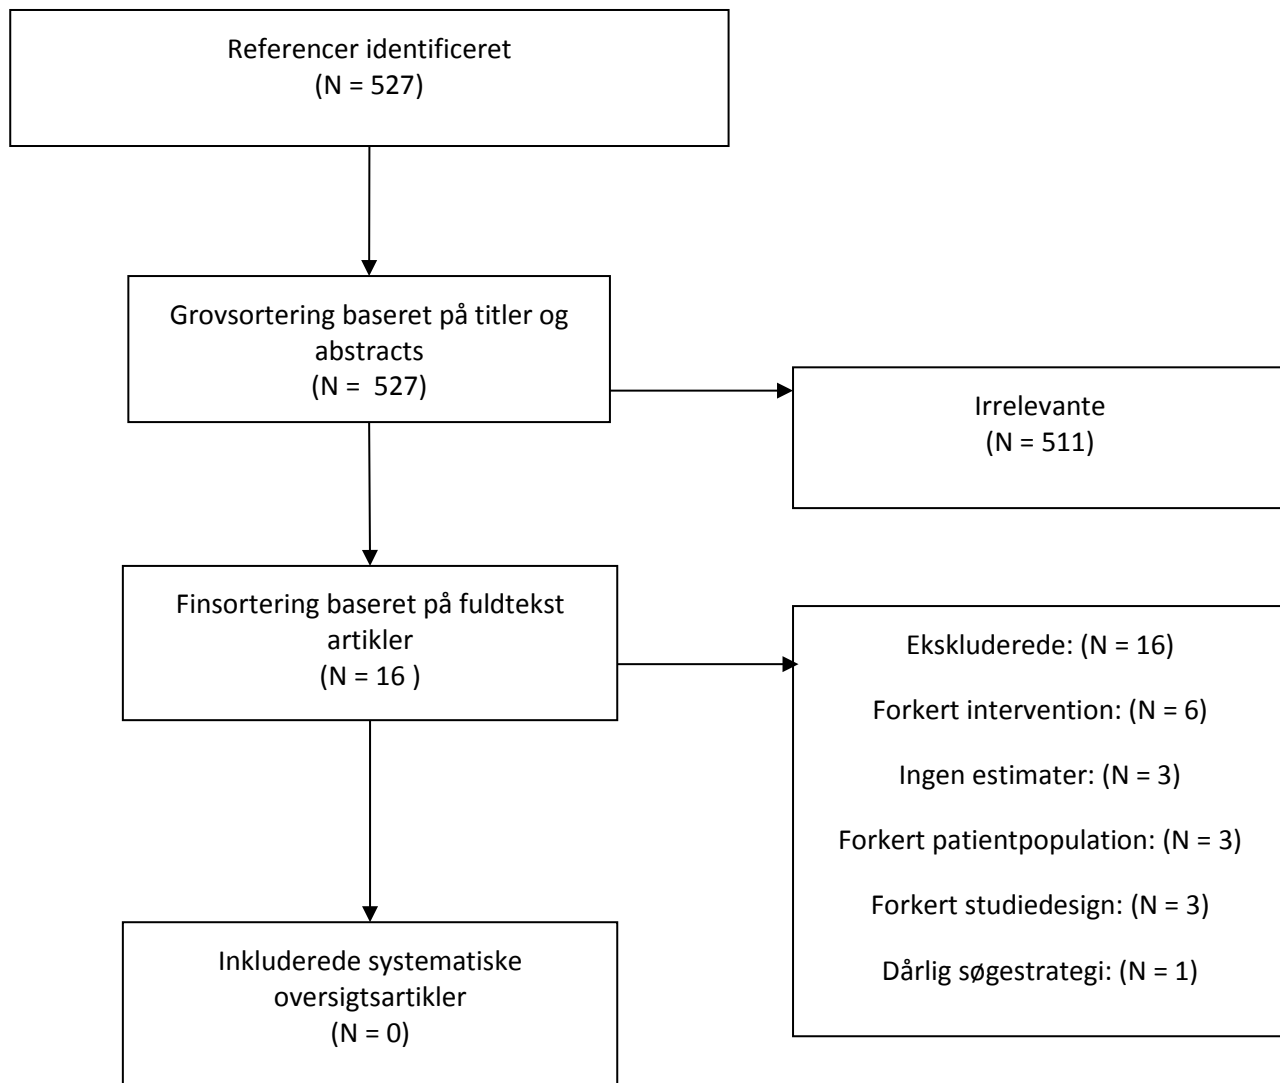 Referencer identificeret
(N = 527)
Grovsortering baseret på titler og
abstracts
(N =  527)
Irrelevante
(N = 511)
Finsortering baseret på fuldtekst
artikler
(N = 16 )
Ekskluderede: (N = 16)
Forkert intervention: (N = 6)
Ingen estimater: (N = 3)
Forkert patientpopulation: (N = 3)
Forkert studiedesign: (N = 3)
Dårlig søgestrategi: (N = 1)
Inkluderede systematiske
oversigtsartikler
(N = 0)